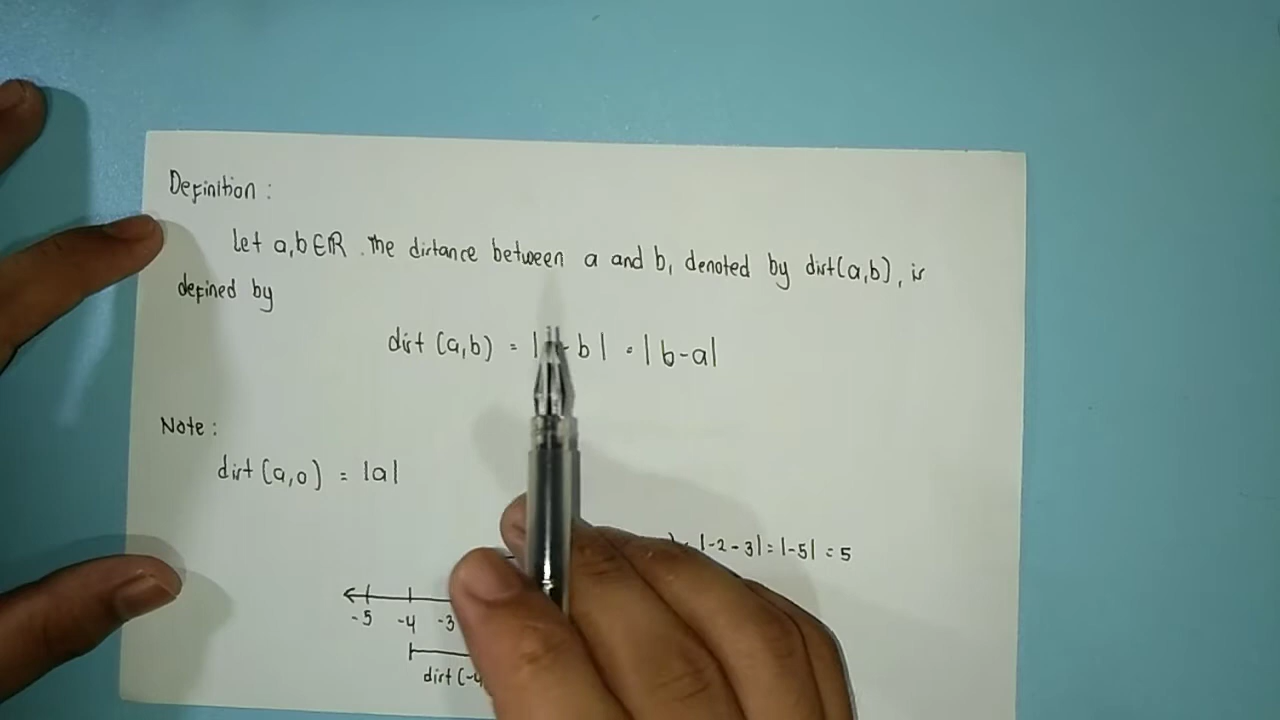 Definition :
Let a,b∈ℝ. The distance between a and b, denoted by dist(a,b), is
defined by
dist (a,b) = | - b| = |b-a|
Note :
dist (a,0) = |a|
) = |-2 - 3| = |-5| = 5
-5 -4 -3
dist (-4